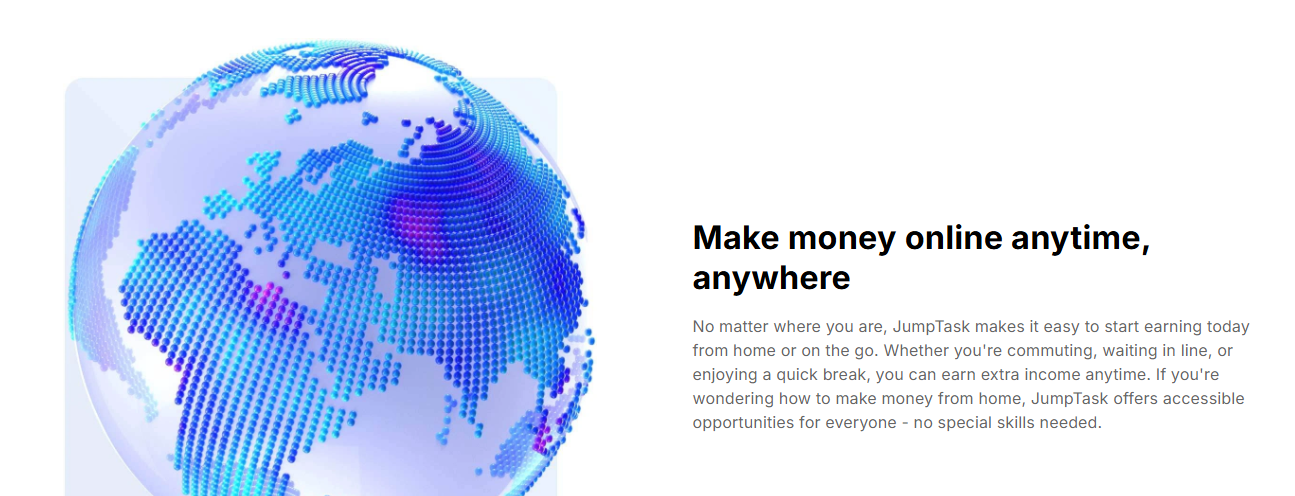 Make money online anytime,
anywhere
No matter where you are, JumpTask makes it easy to start earning today
from home or on the go. Whether you're commuting, waiting in line, or
enjoying a quick break, you can earn extra income anytime. If you're
wondering how to make money from home, JumpTask offers accessible
opportunities for everyone - no special skills needed.